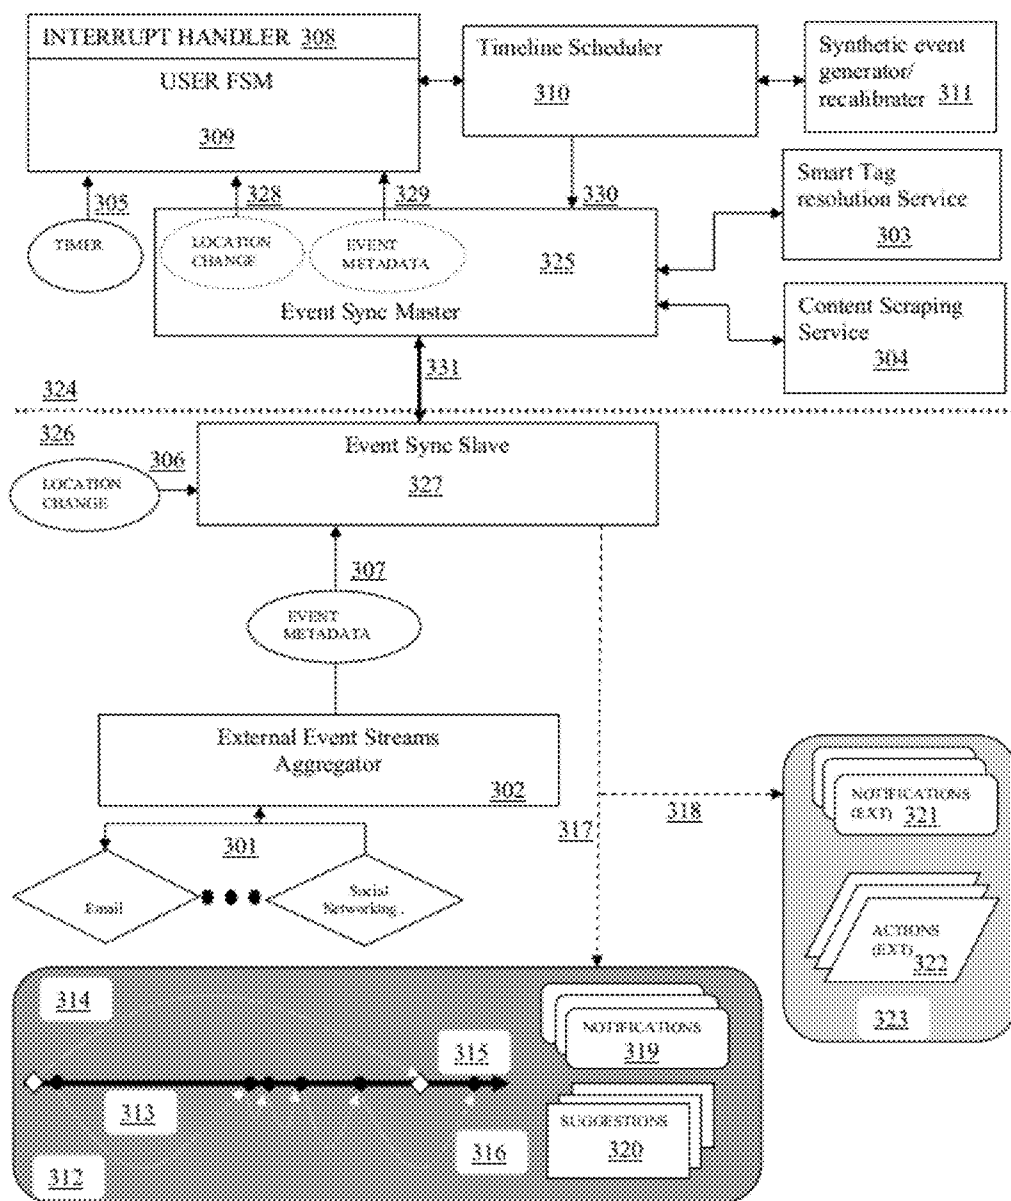 INTERRUPT HANDLER 308
USER FSM
309
Timeline Scheduler
310
Synthetic event
generator/
recalibrater 311
305
328
329
330
TIMER
LOCATION
CHANGE
EVENT
METADATA
325
Event Sync Master
Smart Tag
resolution Service
303
Content Scraping
Service
304
331
324
326
306
LOCATION
CHANGE
Event Sync Slave
327
307
EVENT
METADATA
External Event Streams
Aggregator
302
301
Email
Social
Networking
317
318
NOTIFICATIONS
(EXT) 321
ACTIONS
(EXT) 322
323
314
315
313
316
312
NOTIFICATIONS
319
SUGGESTIONS
320